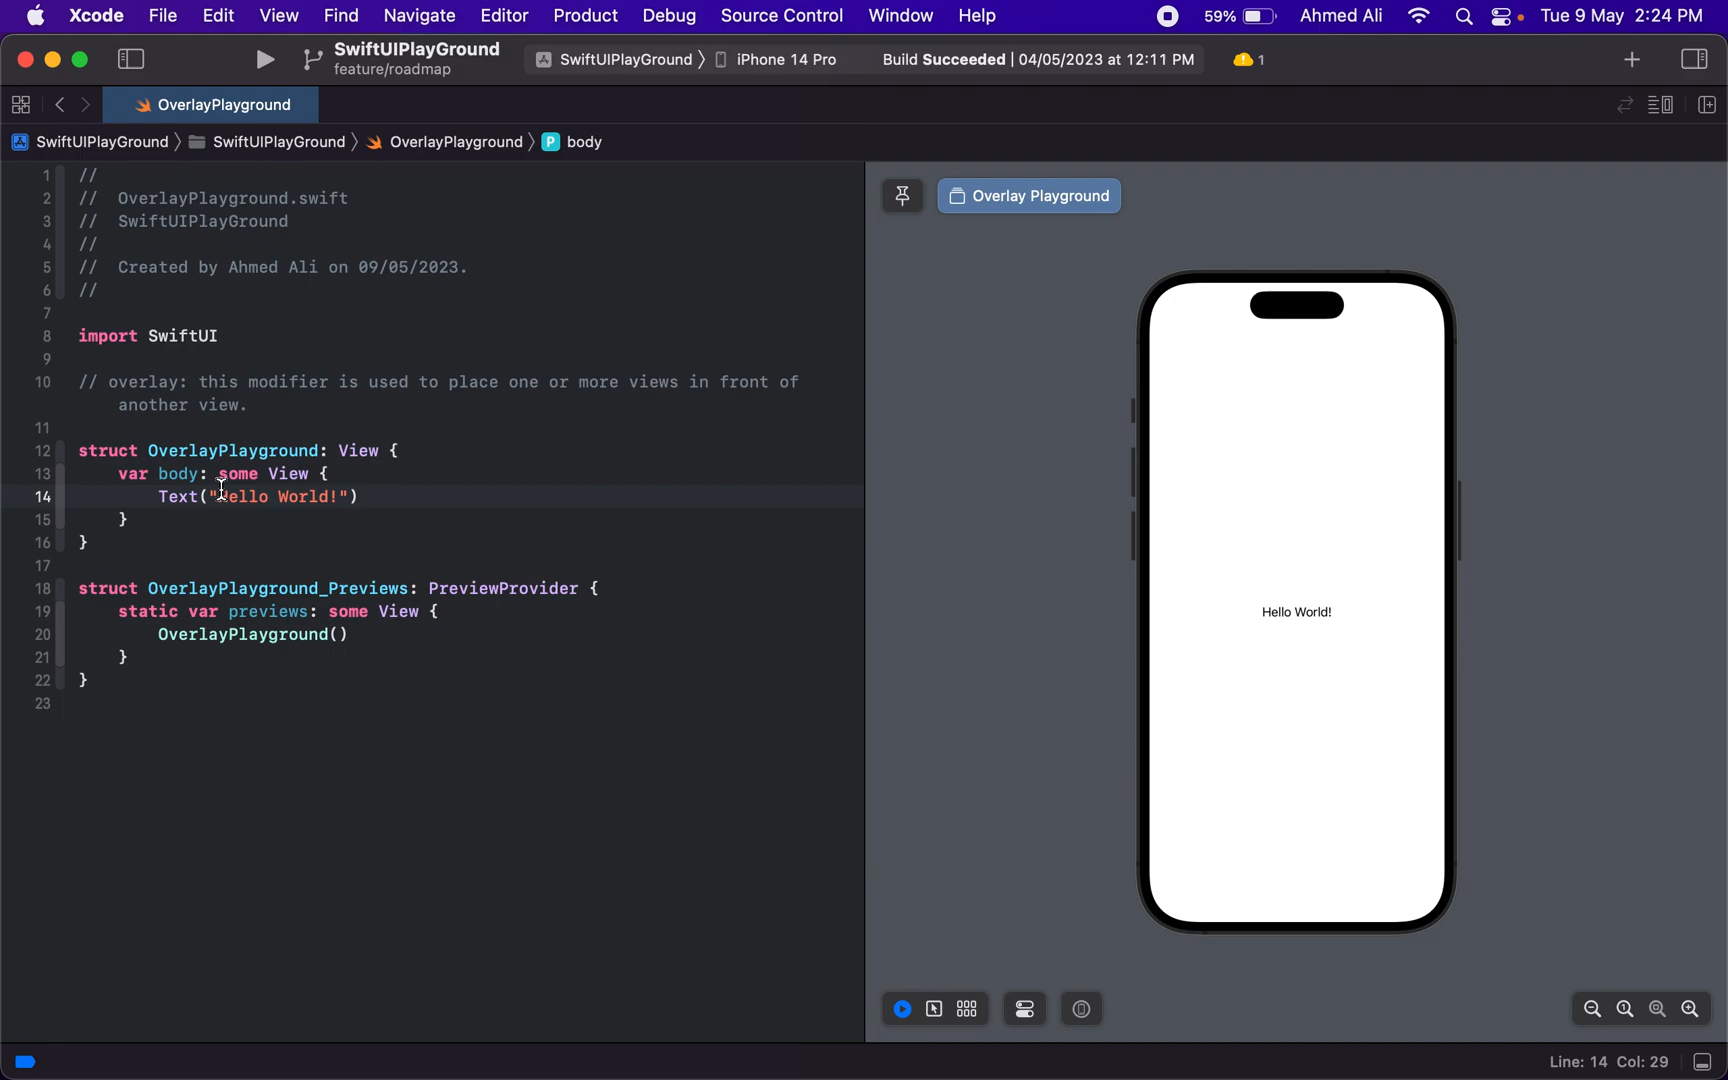 Xcode File Edit View Find Navigate Editor Product Debug Source Control Window Help 59% Ahmed Ali Tue 9 May 2:24 PM
SwiftUIPlayGround
feature/roadmap
SwiftUIPlayGround 〉 iPhone 14 Pro Build Succeeded | 04/05/2023 at 12:11 PM 1
OverlayPlayground
SwiftUIPlayGround 〉 SwiftUIPlayGround 〉 OverlayPlayground 〉 P body
1 //
2 // OverlayPlayground.swift
3 // SwiftUIPlayGround
4 //
5 // Created by Ahmed Ali on 09/05/2023.
6 //
7
8 import SwiftUI
9
10 // overlay: this modifier is used to place one or more views in front of
another view.
11
12 struct OverlayPlayground: View {
13 var body: some View {
14 Text("Hello World!")
15 }
16 }
17
18 struct OverlayPlayground_Previews: PreviewProvider {
19 static var previews: some View {
20 OverlayPlayground()
21 }
22 }
23
Overlay Playground
Hello World!
Line: 14 Col: 29